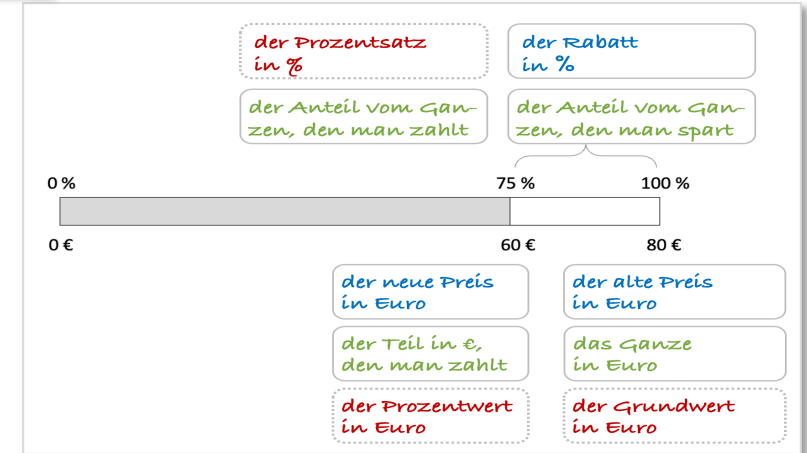 der Prozentsatz
in %
der Rabatt
in %
der Anteil vom Gan-
zen, den man zahlt
der Anteil vom Gan-
zen, den man spart
0 %
75 %
100 %
0 €
60 €
80 €
der neue Preis
in Euro
der alte Preis
in Euro
der Teil in €,
den man zahlt
das Ganze
in Euro
der Prozentwert
in Euro
der Grundwert
in Euro